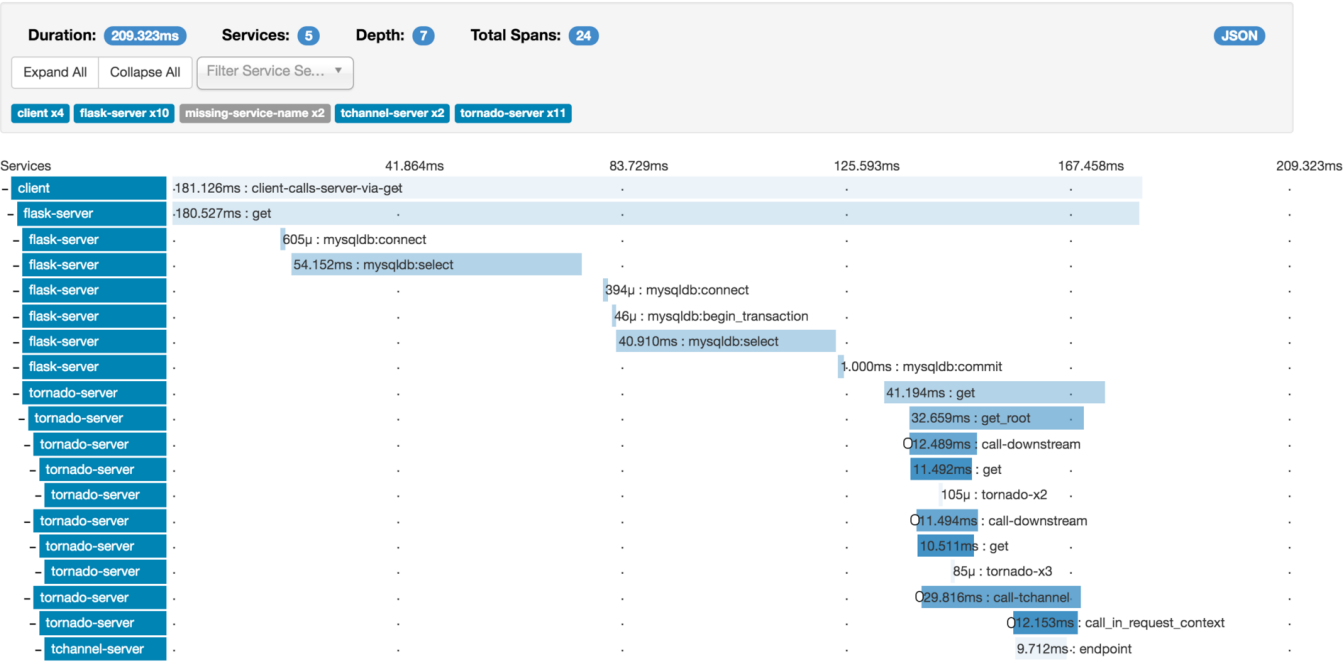 Duration: 209.323ms Services: 5 Depth: 7 Total Spans: 24 JSON
Expand All Collapse All Filter Service Se...
client x4 flask-server x10 missing-service-name x2 tchannel-server x2 tornado-server x11
Services 41.864ms 83.729ms 125.593ms 167.458ms 209.323ms
client 181.126ms : client-calls-server-via-get
flask-server 180.527ms : get
flask-server 605μ : mysqldb:connect
flask-server 54.152ms : mysqldb:select
flask-server 394μ : mysqldb:connect
flask-server 46μ : mysqldb:begin_transaction
flask-server 40.910ms : mysqldb:select
flask-server 1.000ms : mysqldb:commit
tornado-server 41.194ms : get
tornado-server 32.659ms : get_root
tornado-server 12.489ms : call-downstream
tornado-server 11.492ms : get
tornado-server 105μ : tornado-x2
tornado-server 11.494ms : call-downstream
tornado-server 10.511ms : get
tornado-server 85μ : tornado-x3
tornado-server 29.816ms : call-tchannel
tornado-server 12.153ms : call_in_request_context
tchannel-server 9.712ms : endpoint